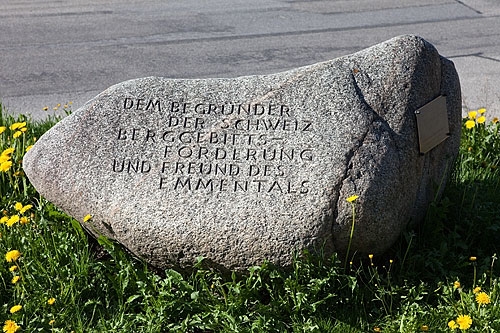 DEM BEGRÜNDER
DER SCHWEIZ
BERGGEBIETS-
FÖRDERUNG
UND FREUND DES
EMMENTALS